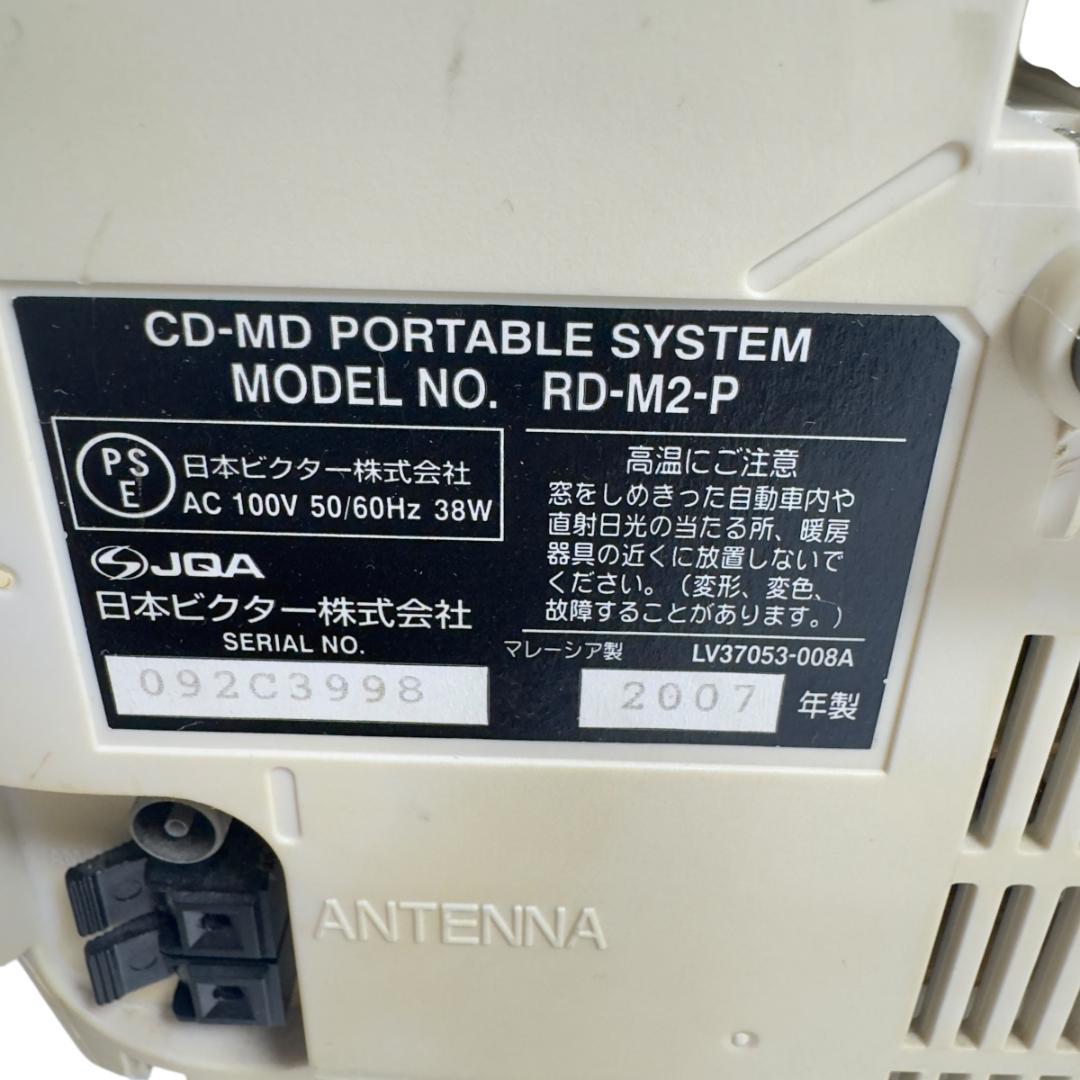 CD-MD PORTABLE SYSTEM
MODEL NO. RD-M2-P
PS
E
日本ビクター株式会社
AC 100V 50/60Hz 38W
JQA
日本ビクター株式会社
SERIAL NO.
092C3998
高温にご注意
窓をしめきった自動車内や
直射日光の当たる所、暖房
器具の近くに放置しないで
ください。（変形、変色、
故障することがあります。）
マレーシア製 LV37053-008A
2007 年製
ANTENNA